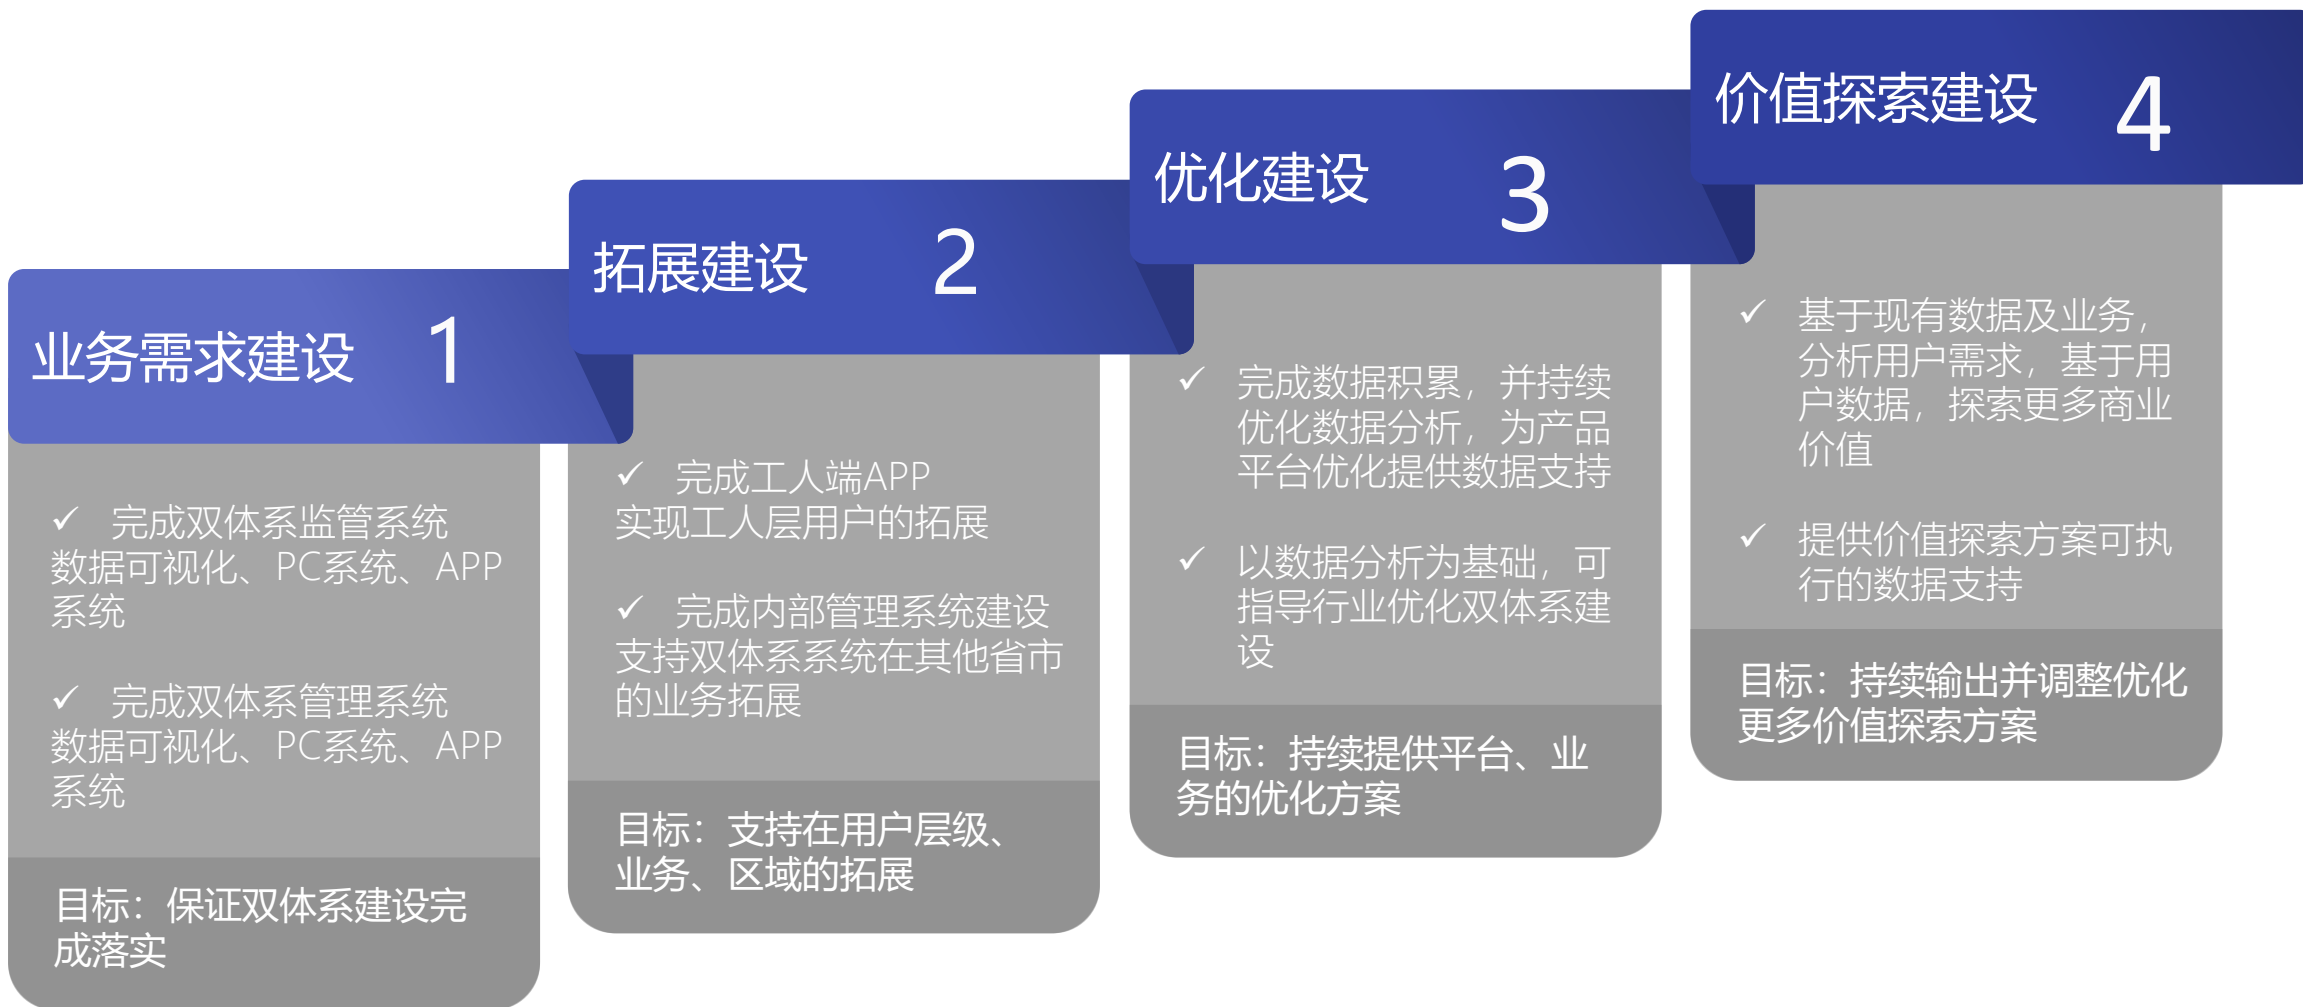 业务需求建设 1
✓ 完成双体系监管系统
数据可视化、PC系统、APP
系统
✓ 完成双体系管理系统
数据可视化、PC系统、APP
系统
目标：保证双体系建设完
成落实
拓展建设 2
✓ 完成工人端APP
实现工人层用户的拓展
✓ 完成内部管理系统建设
支持双体系系统在其他省市
的业务拓展
目标：支持在用户层级、
业务、区域的拓展
优化建设 3
✓ 完成数据积累，并持续
优化数据分析，为产品
平台优化提供数据支持
✓ 以数据分析为基础，可
指导行业优化双体系建
设
目标：持续提供平台、业
务的优化方案
价值探索建设 4
✓ 基于现有数据及业务，
分析用户需求，基于用
户数据，探索更多商业
价值
✓ 提供价值探索方案可执
行的数据支持
目标：持续输出并调整优化
更多价值探索方案